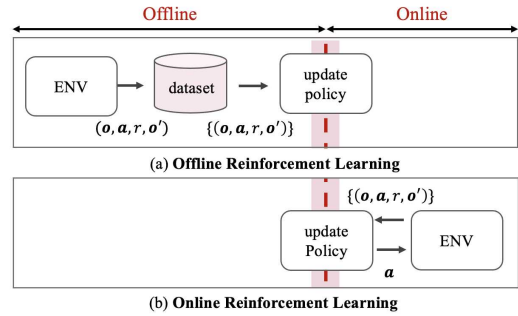 Offline
Online
ENV
dataset
update
policy
(o, a, r, o′)
{(o, a, r, o′)}
(a) Offline Reinforcement Learning
{(o, a, r, o′)}
update
Policy
ENV
a
(b) Online Reinforcement Learning